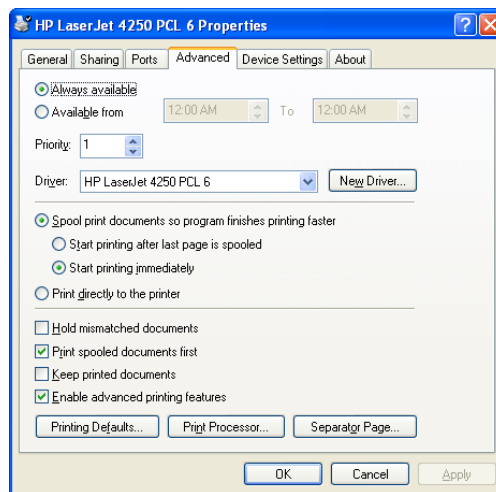 HP LaserJet 4250 PCL 6 Properties
General Sharing Ports Advanced Device Settings About
Always available
Available from 12:00 AM To 12:00 AM
Priority: 1
Driver: HP LaserJet 4250 PCL 6 New Driver...
Spool print documents so program finishes printing faster
Start printing after last page is spooled
Start printing immediately
Print directly to the printer
Hold mismatched documents
Print spooled documents first
Keep printed documents
Enable advanced printing features
Printing Defaults... Print Processor... Separator Page...
OK Cancel Apply